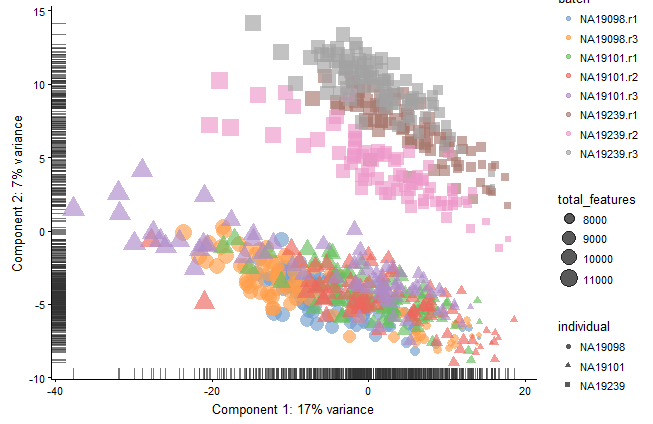 batch
15
10
5
0
-5
-10
Component 2: 7% variance
-40
-20
0
Component 1: 17% variance
NA19098.r1
NA19098.r3
NA19101.r1
NA19101.r2
NA19101.r3
NA19239.r1
NA19239.r2
NA19239.r3
total_features
8000
9000
10000
11000
individual
NA19098
NA19101
NA19239